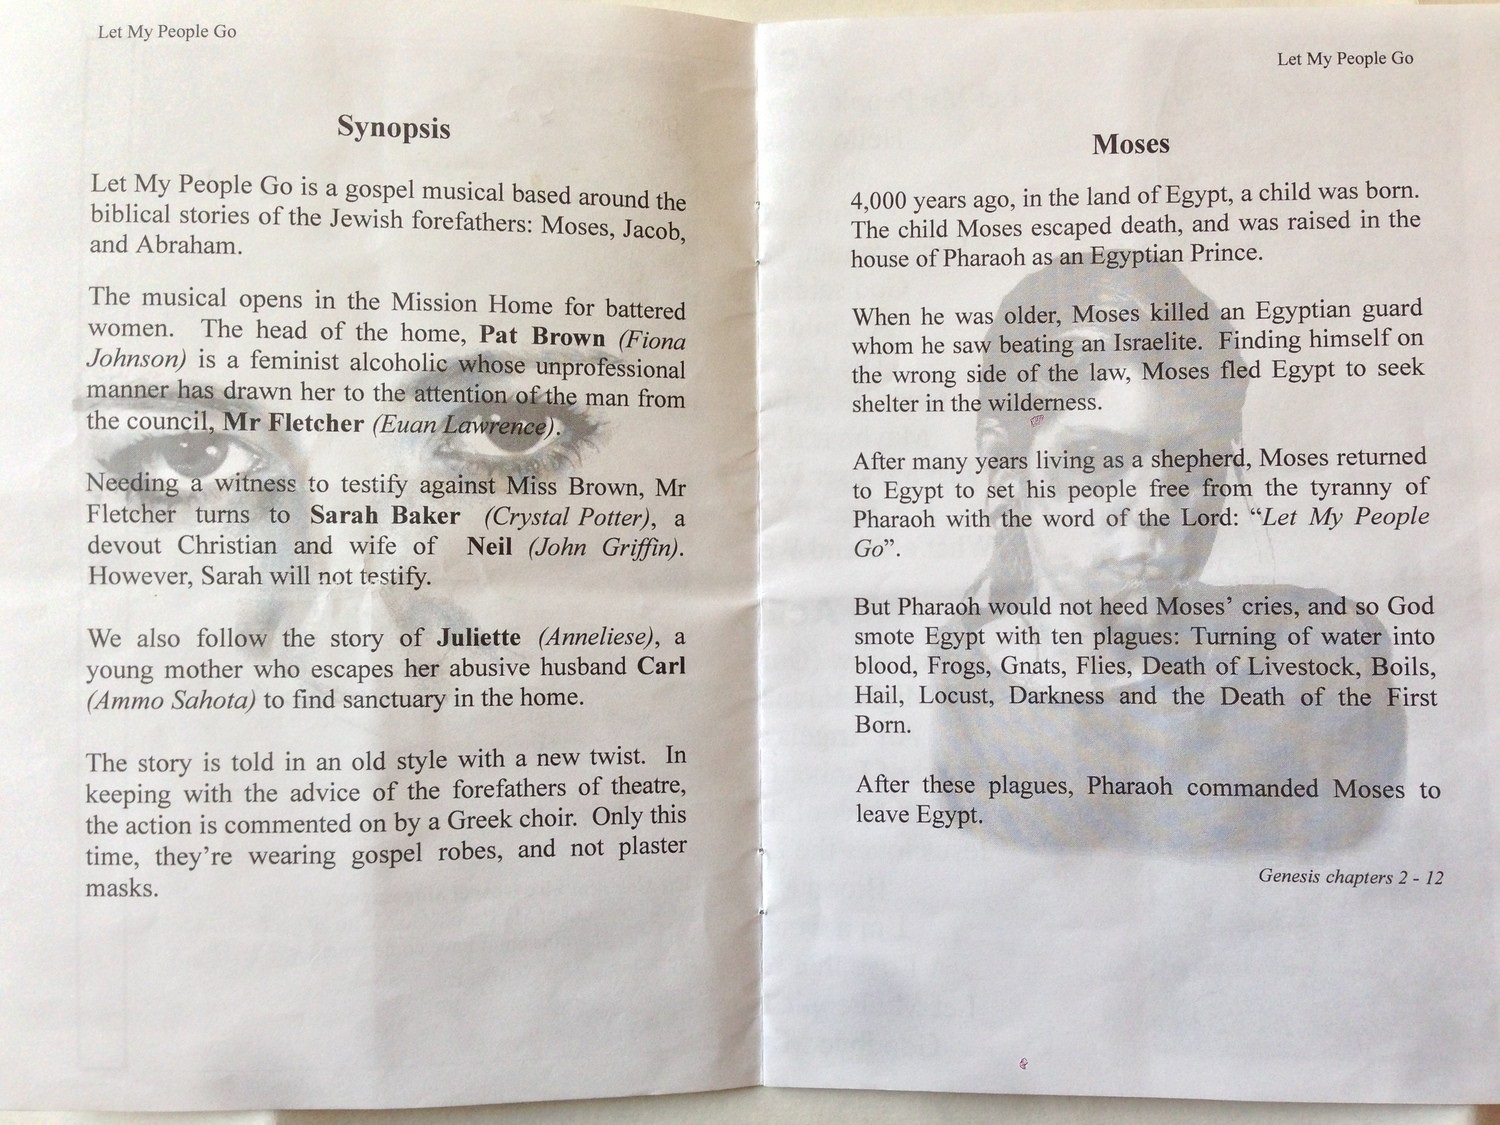 Let My People Go
Synopsis
Let My People Go is a gospel musical based around the
biblical stories of the Jewish forefathers: Moses, Jacob,
and Abraham.
The musical opens in the Mission Home for battered
women. The head of the home, Pat Brown (Fiona
Johnson) is a feminist alcoholic whose unprofessional
manner has drawn her to the attention of the man from
the council, Mr Fletcher (Euan Lawrence).
Needing a witness to testify against Miss Brown, Mr
Fletcher turns to Sarah Baker (Crystal Potter), a
devout Christian and wife of Neil (John Griffin).
However, Sarah will not testify.
We also follow the story of Juliette (Anneliese), a
young mother who escapes her abusive husband Carl
(Ammo Sahota) to find sanctuary in the home.
The story is told in an old style with a new twist. In
keeping with the advice of the forefathers of theatre,
the action is commented on by a Greek choir. Only this
time, they're wearing gospel robes, and not plaster
masks.
Let My People Go
Moses
4,000 years ago, in the land of Egypt, a child was born.
The child Moses escaped death, and was raised in the
house of Pharaoh as an Egyptian Prince.
When he was older, Moses killed an Egyptian guard
whom he saw beating an Israelite. Finding himself on
the wrong side of the law, Moses fled Egypt to seek
shelter in the wilderness.
After many years living as a shepherd, Moses returned
to Egypt to set his people free from the tyranny of
Pharaoh with the word of the Lord: “Let My People
Go”.
But Pharaoh would not heed Moses’ cries, and so God
smote Egypt with ten plagues: Turning of water into
blood, Frogs, Gnats, Flies, Death of Livestock, Boils,
Hail, Locust, Darkness and the Death of the First
Born.
After these plagues, Pharaoh commanded Moses to
leave Egypt.
Genesis chapters 2 - 12